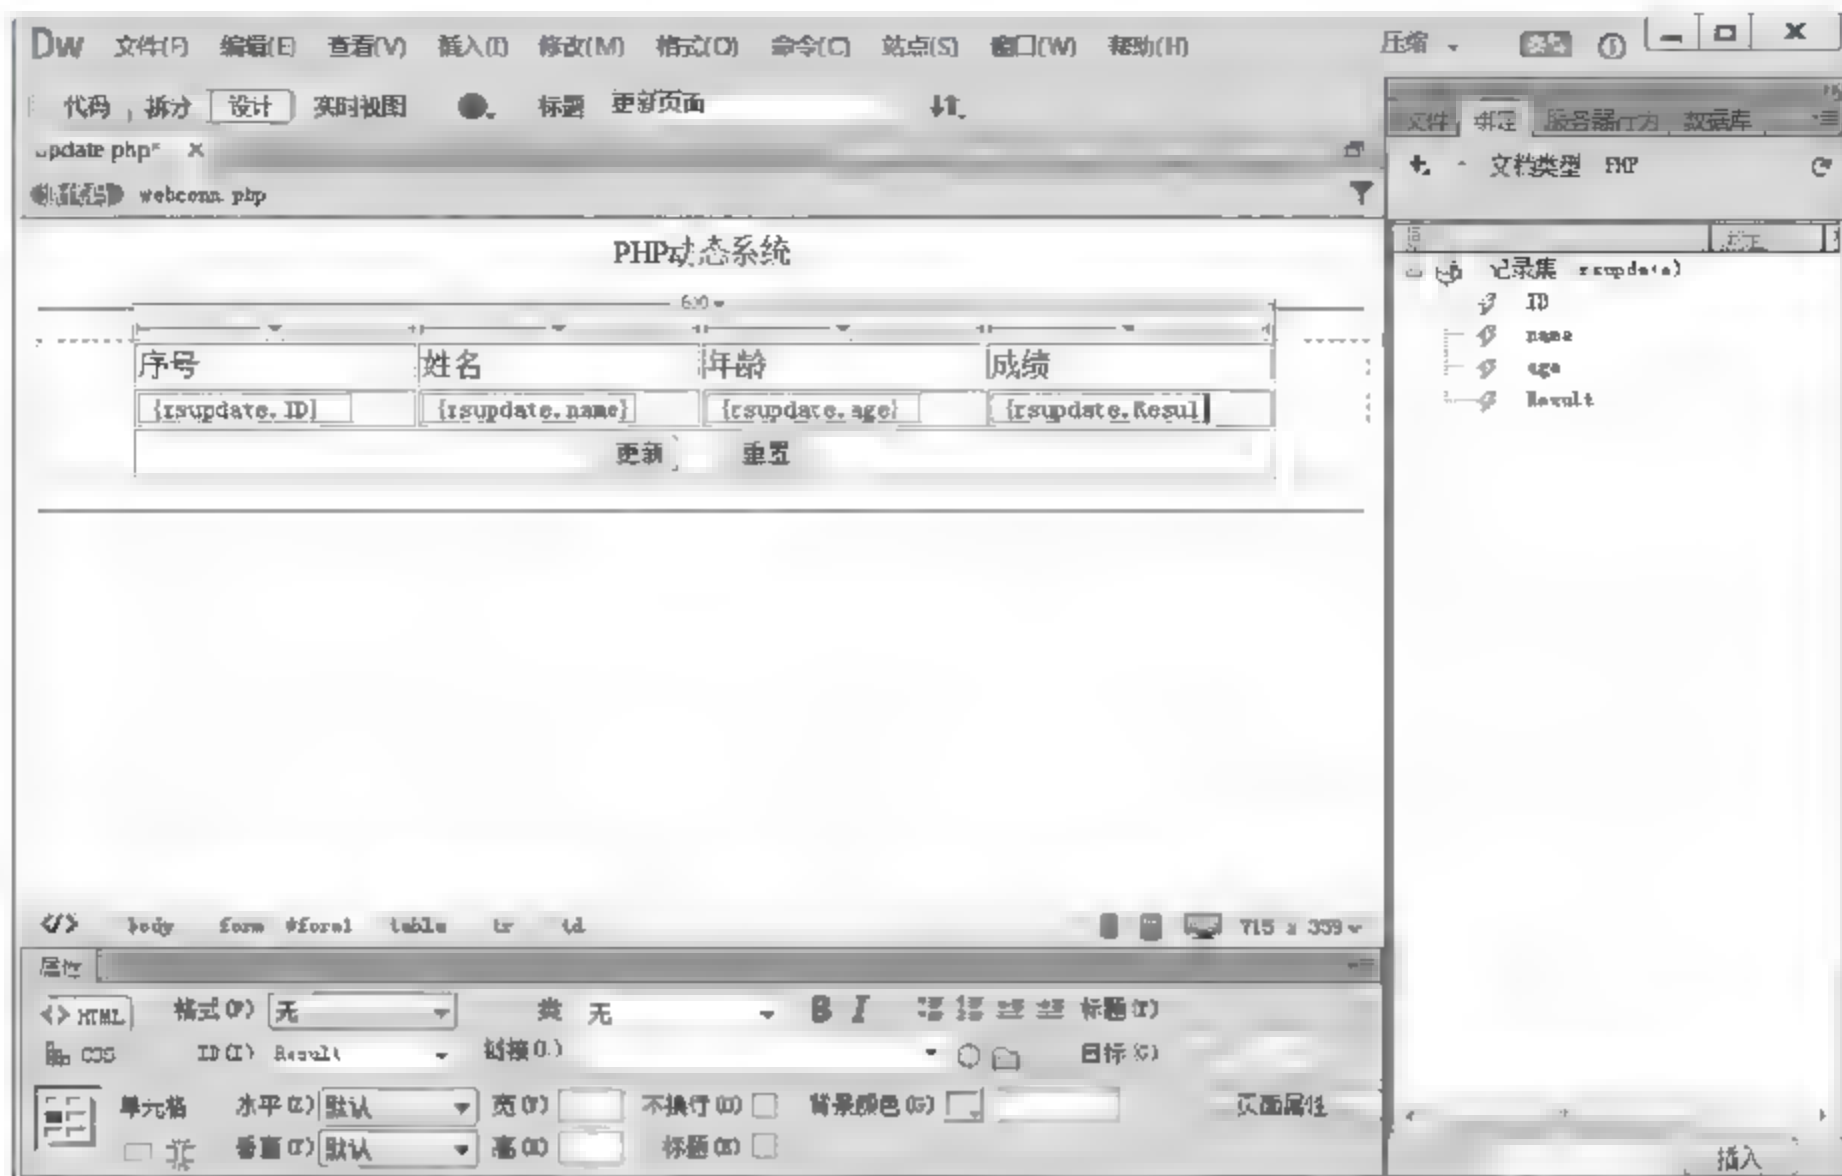 Dw 文件(F) 编辑(E) 查看(V) 插入(I) 修改(M) 格式(O) 命令(C) 站点(S) 窗口(W) 帮助(H) 压缩
代码 拆分 设计 实时视图 标题 更新页面
update php* X
源代码 webconn php
文件 绑定 服务器行为 数据库
文档类型 PHP
记录集 rsupdate)
ID
name
age
Result
PHP动态系统
600
序号 姓名 年龄 成绩
{rsupdate.ID} {rsupdate.name} {rsupdate.age} {rsupdate.Resul
更新 重置
body form #form1 table tr td 715 x 359
属性
<> HTML 格式(F) 无 类 无 B I 标题(T)
CSS ID(I) Result 链接(L) 目标(G)
单元格 水平(Z) 默认 宽(W) 不换行(O) 背景颜色(G) 页面属性
垂直(T) 默认 高(H) 标题(E)
插入